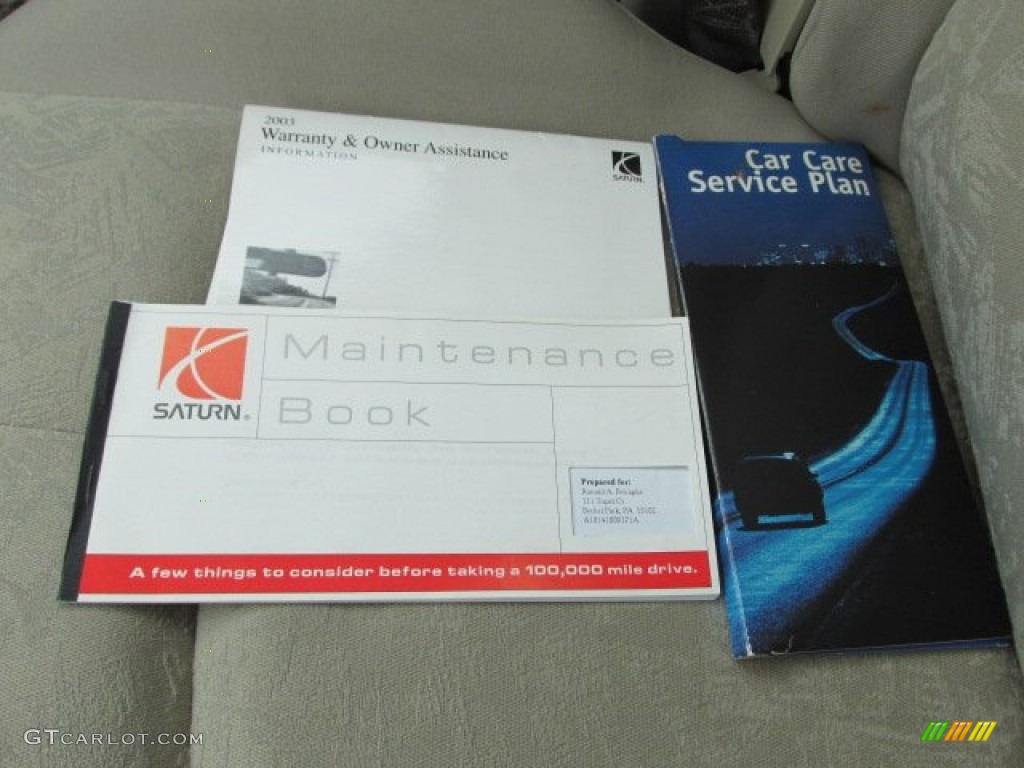 2003
Warranty & Owner Assistance
INFORMATION
SATURN.
Car Care
Service Plan
SATURN®
Maintenance
Book
Prepared for:
A few things to consider before taking a 100,000 mile drive.
GTCARLOT.COM